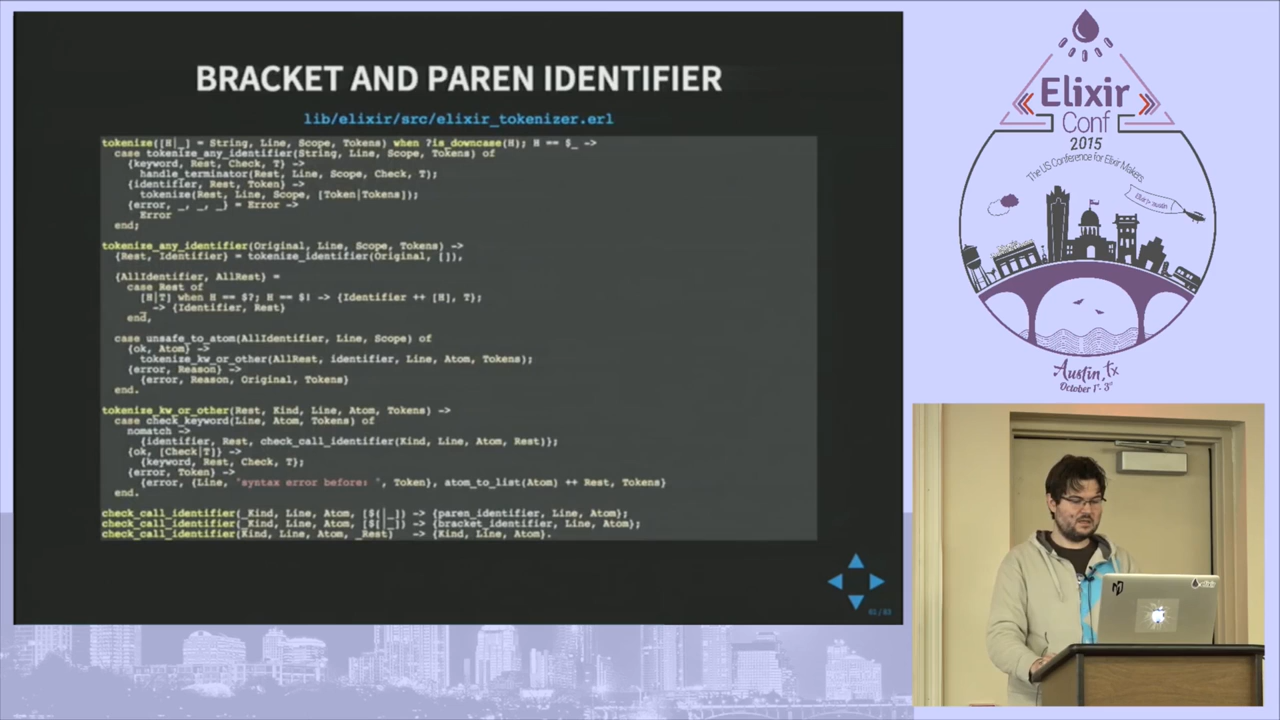 BRACKET AND PAREN IDENTIFIER
lib/elixir/src/elixir_tokenizer.erl
tokenize([H|_] = String, Line, Scope, Tokens) when ?is_downcase(H); H == $_ ->
  case tokenize_any_identifier(String, Line, Scope, Tokens) of
    {keyword, Rest, Check, T} ->
      handle_terminator(Rest, Line, Scope, Check, T);
    {identifier, Rest, Token} ->
      tokenize(Rest, Line, Scope, [Token|Tokens]);
    {error, _, _, _} = Error ->
      Error
  end;
tokenize_any_identifier(Original, Line, Scope, Tokens) ->
  {Rest, Identifier} = tokenize_identifier(Original, []),
  {AllIdentifier, AllRest} =
    case Rest of
      [H|T] when H == $?; H == $! -> {Identifier ++ [H], T};
      _ -> {Identifier, Rest}
    end,
  case unsafe_to_atom(AllIdentifier, Line, Scope) of
    {ok, Atom} ->
      tokenize_kw_or_other(AllRest, identifier, Line, Atom, Tokens);
    {error, Reason} ->
      {error, Reason, Original, Tokens}
  end.
tokenize_kw_or_other(Rest, Kind, Line, Atom, Tokens) ->
  case check_keyword(Line, Atom, Tokens) of
    nomatch ->
      {identifier, Rest, check_call_identifier(Kind, Line, Atom, Rest)};
    {ok, [Check|T]} ->
      {keyword, Rest, Check, T};
    {error, Token} ->
      {error, {Line, "syntax error before: ", Token}, atom_to_list(Atom) ++ Rest, Tokens}
  end.
check_call_identifier(_Kind, Line, Atom, [$(|_]) -> {paren_identifier, Line, Atom};
check_call_identifier(_Kind, Line, Atom, [$[|_]) -> {bracket_identifier, Line, Atom};
check_call_identifier(Kind, Line, Atom, _Rest) -> {Kind, Line, Atom}.
Elixir
Conf
2015
The US Conference for Elixir Makers
Austin, Tx
October 1st - 3rd